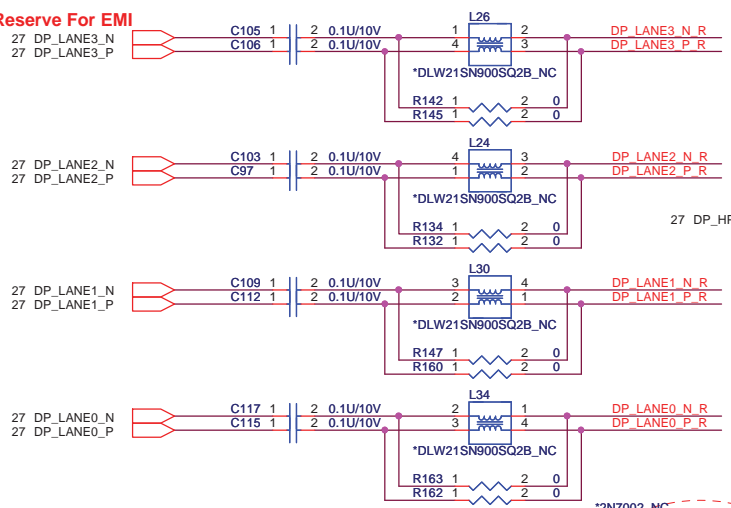 Reserve For EMI
L26
27 DP_LANE3_N C105 1 2 0.1U/10V 1 2 DP_LANE3_N_R
27 DP_LANE3_P C106 1 2 0.1U/10V 4 3 DP_LANE3_P_R
*DLW21SN900SQ2B_NC
R142 1 2 0
R145 1 2 0
L24
27 DP_LANE2_N C103 1 2 0.1U/10V 4 3 DP_LANE2_N_R
27 DP_LANE2_P C97 1 2 0.1U/10V 1 2 DP_LANE2_P_R
*DLW21SN900SQ2B_NC
27 DP_HP
R134 1 2 0
R132 1 2 0
L30
27 DP_LANE1_N C109 1 2 0.1U/10V 3 4 DP_LANE1_N_R
27 DP_LANE1_P C112 1 2 0.1U/10V 2 1 DP_LANE1_P_R
*DLW21SN900SQ2B_NC
R147 1 2 0
R160 1 2 0
L34
27 DP_LANE0_N C117 1 2 0.1U/10V 2 1 DP_LANE0_N_R
27 DP_LANE0_P C115 1 2 0.1U/10V 3 4 DP_LANE0_P_R
*DLW21SN900SQ2B_NC
R163 1 2 0
R162 1 2 0
*2N7002_NC